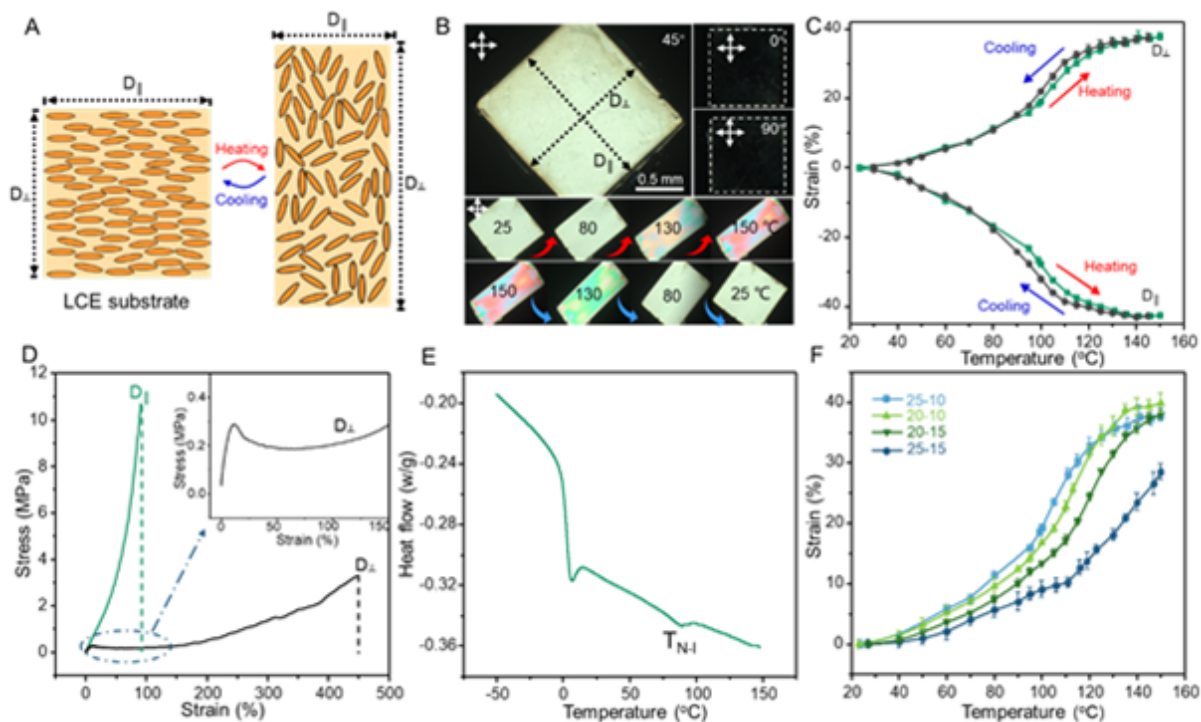 A
D∥
D∥
D⊥
Heating
Cooling
D⊥
LCE substrate
B
45°
D⊥
D∥
0.5 mm
0°
90°
25
80
130
150 ℃
150
130
80
25 ℃
C
40
20
0
-20
-40
Strain (%)
Cooling
D⊥
Heating
Heating
Cooling
D∥
20 40 60 80 100 120 140 160
Temperature (°C)
D
12
10
8
6
4
2
0
Stress (MPa)
D∥
0.4
0.2
0.0
Stress (MPa)
D⊥
0 50 100 150
Strain (%)
D⊥
0 100 200 300 400 500
Strain (%)
E
-0.20
-0.24
-0.28
-0.32
-0.36
Heat flow (w/g)
TN-I
-50 0 50 100 150
Temperature (°C)
F
40
30
20
10
0
Strain (%)
25-10
20-10
20-15
25-15
20 40 60 80 100 120 140 160
Temperature (°C)